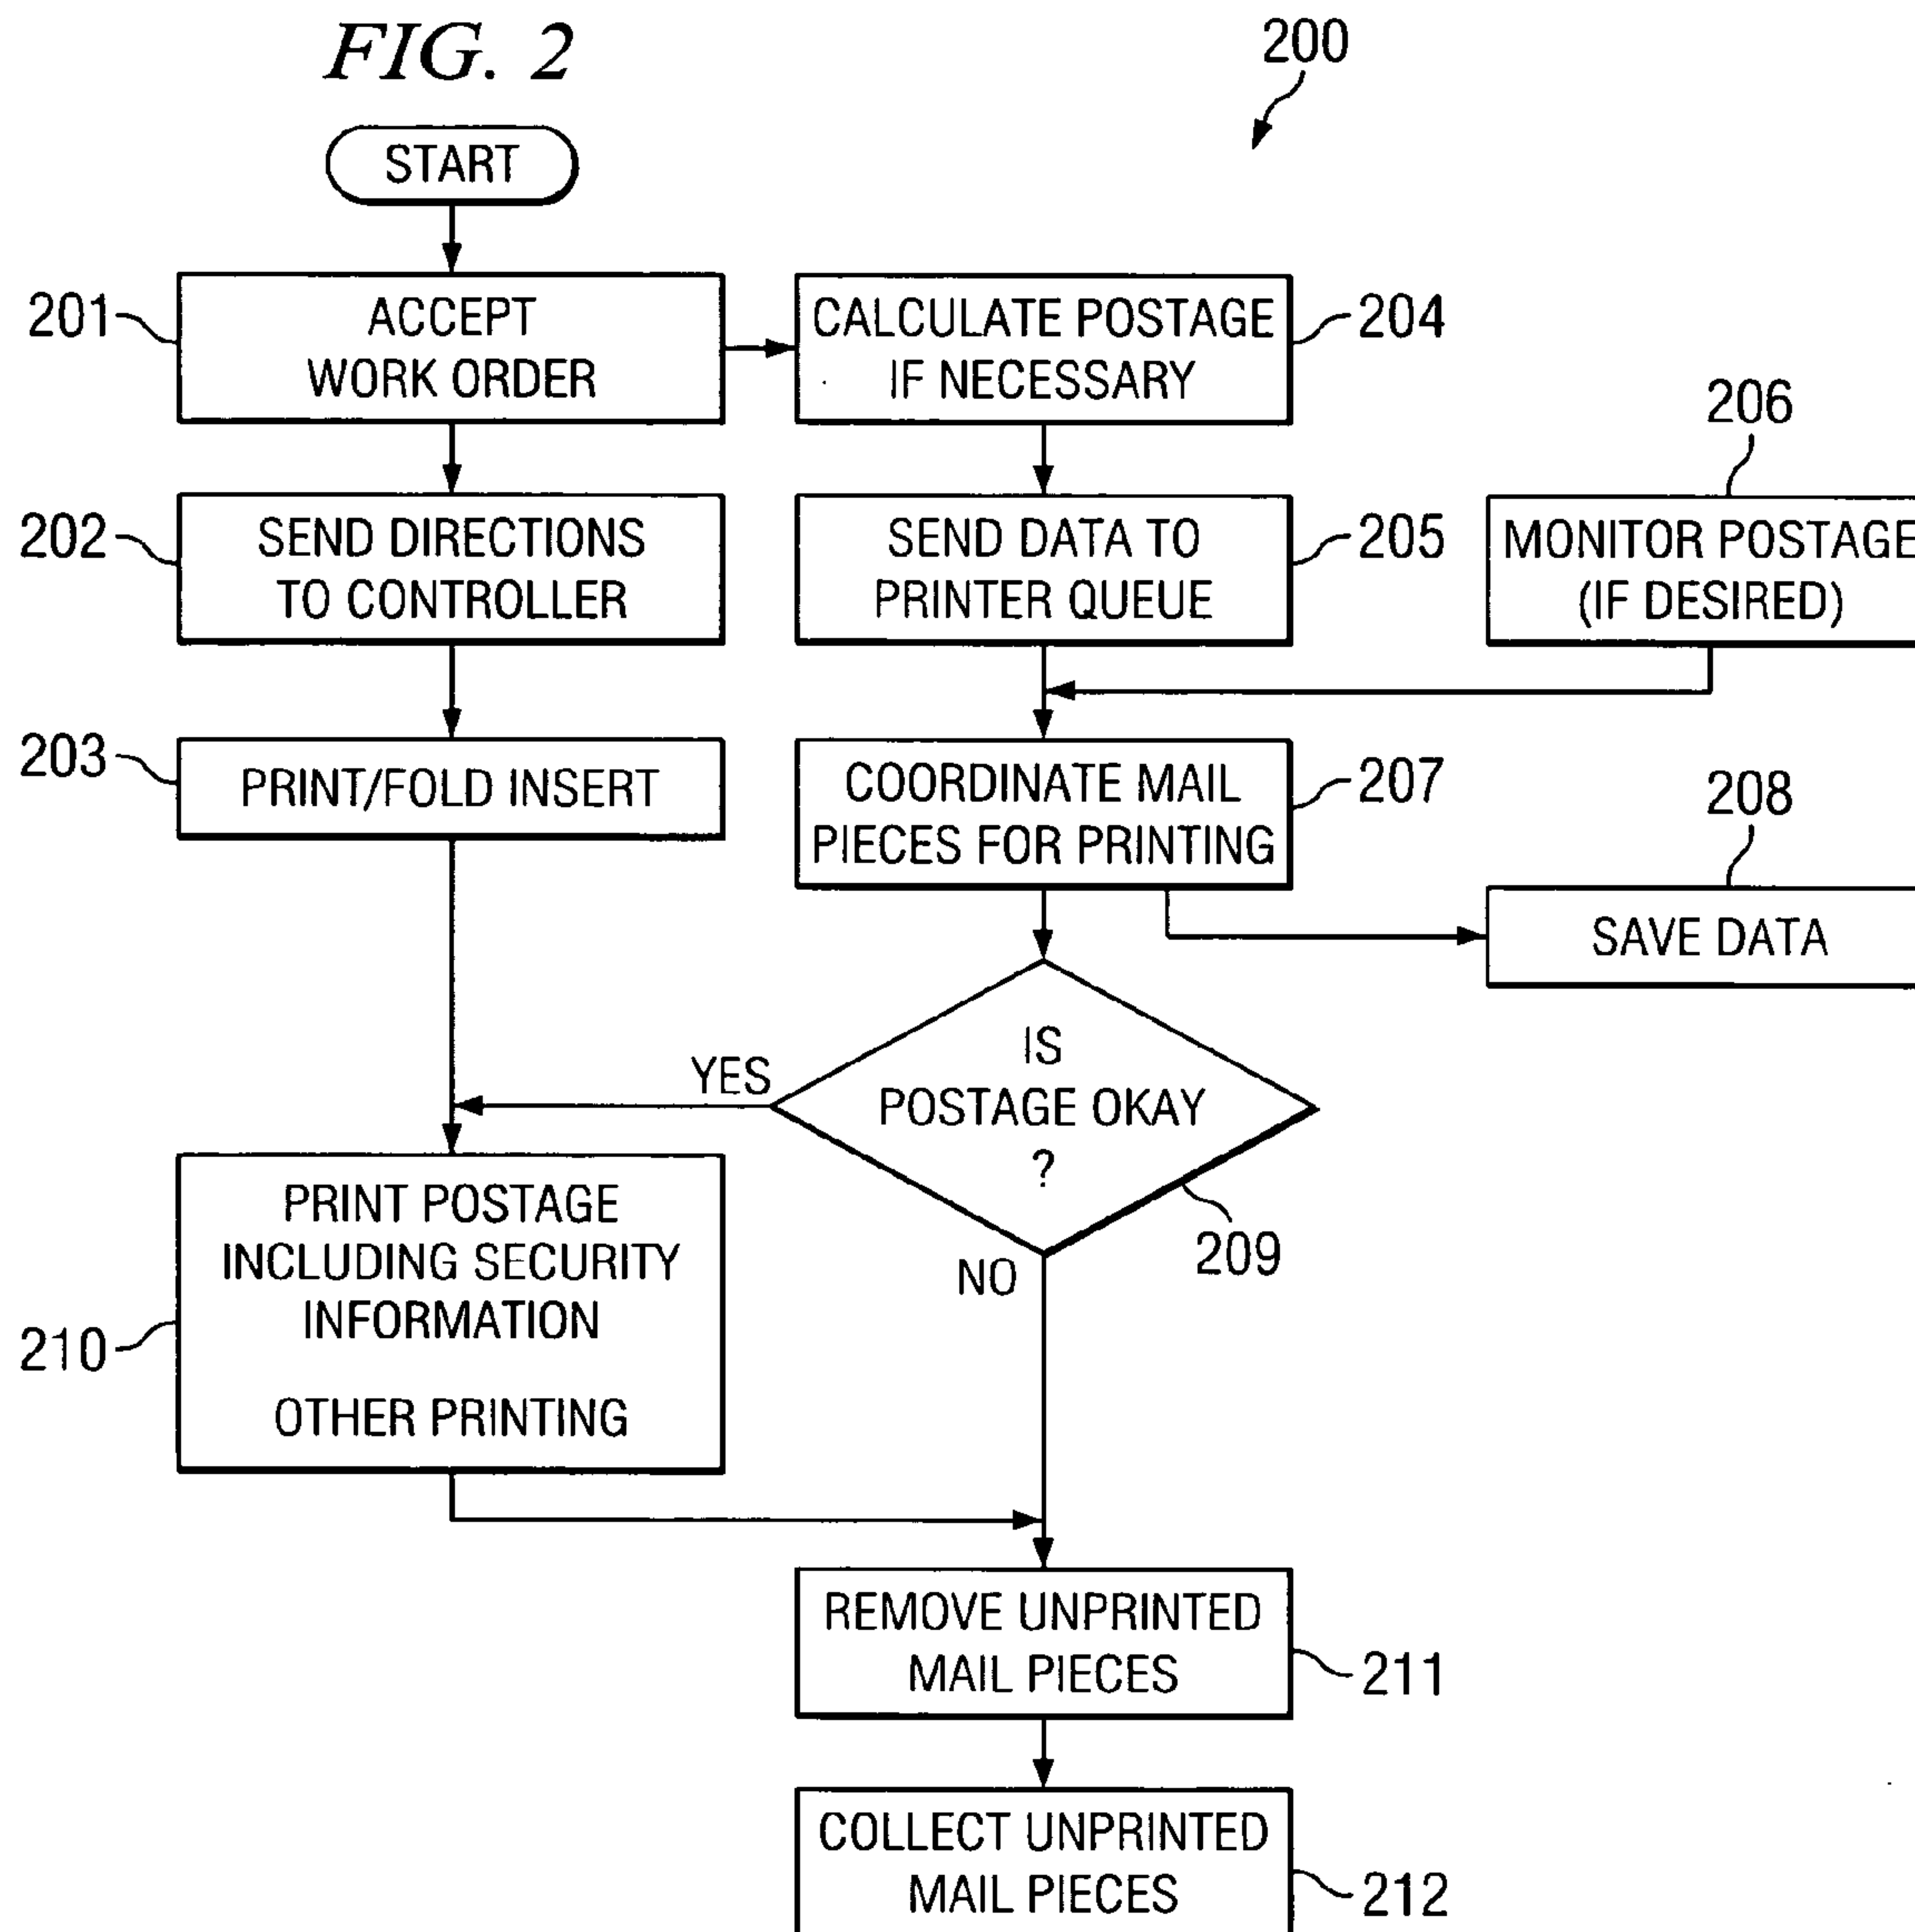 FIG. 2
200
START
201
ACCEPT
WORK ORDER
CALCULATE POSTAGE
IF NECESSARY
204
202
SEND DIRECTIONS
TO CONTROLLER
SEND DATA TO
PRINTER QUEUE
205
206
MONITOR POSTAGE
(IF DESIRED)
203
PRINT/FOLD INSERT
COORDINATE MAIL
PIECES FOR PRINTING
207
208
SAVE DATA
IS
POSTAGE OKAY
?
YES
NO
209
210
PRINT POSTAGE
INCLUDING SECURITY
INFORMATION
OTHER PRINTING
REMOVE UNPRINTED
MAIL PIECES
211
COLLECT UNPRINTED
MAIL PIECES
212